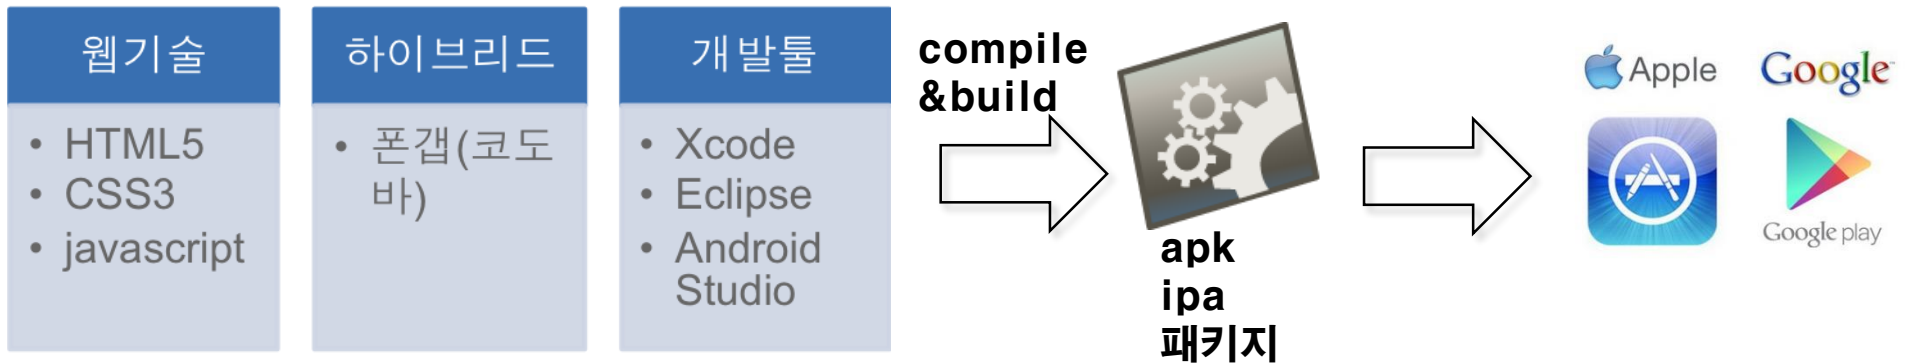 웹기술
• HTML5
• CSS3
• javascript
하이브리드
• 폰갭(코도
바)
개발툴
• Xcode
• Eclipse
• Android
Studio
compile
&build
apk
ipa
패키지
Apple
Google
Google play